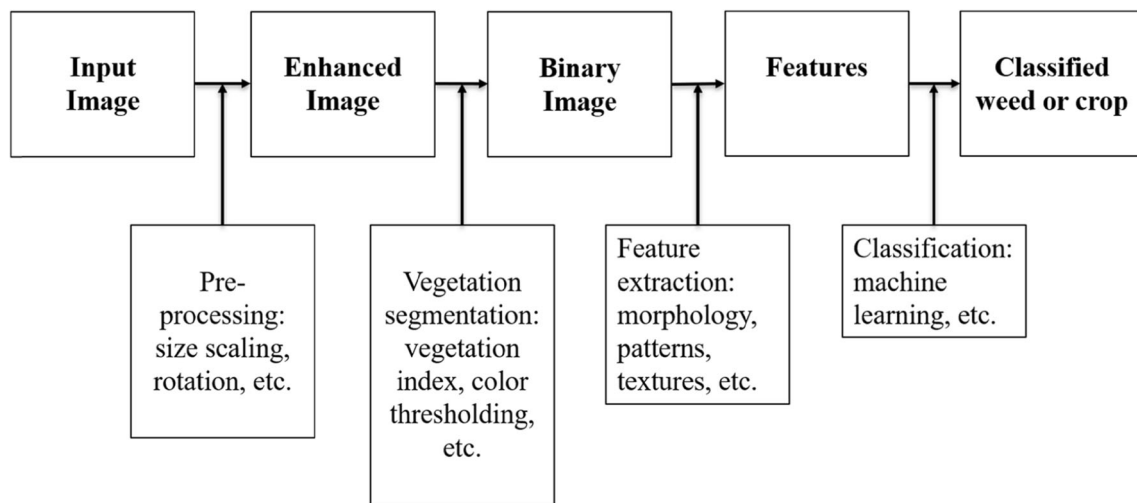 Input
Image
Enhanced
Image
Binary
Image
Features
Classified
weed or crop
Pre-
processing:
size scaling,
rotation, etc.
Vegetation
segmentation:
vegetation
index, color
thresholding,
etc.
Feature
extraction:
morphology,
patterns,
textures, etc.
Classification:
machine
learning, etc.